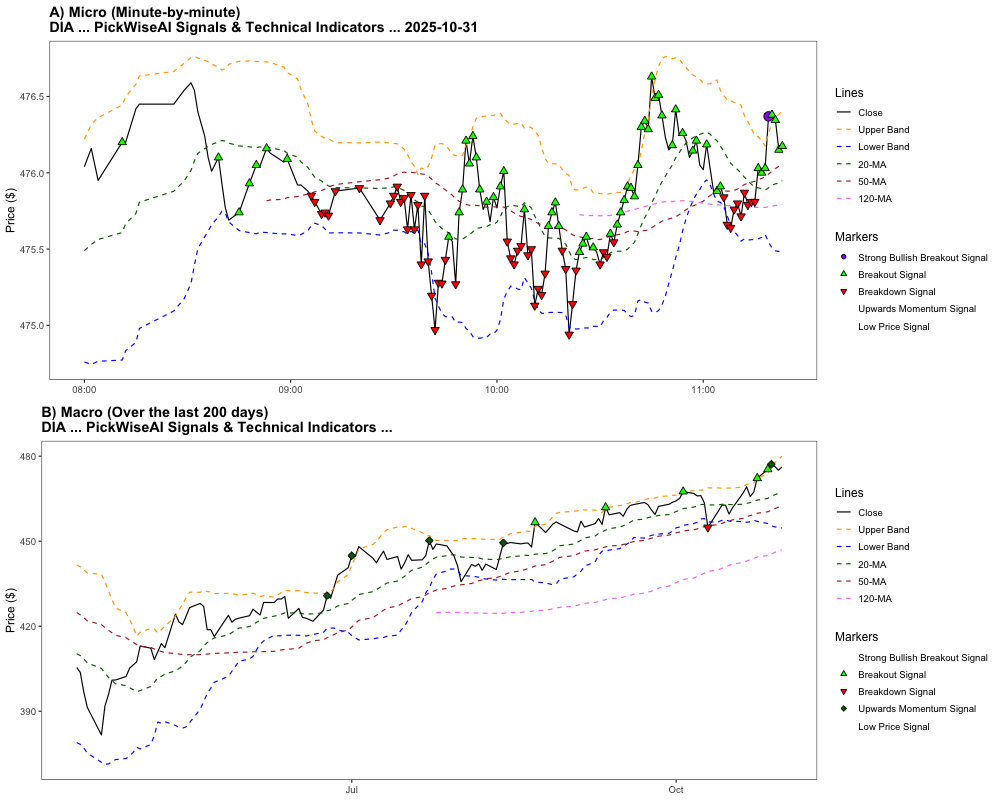 A) Micro (Minute-by-minute)
DIA ... PickWiseAI Signals & Technical Indicators ... 2025-10-31
Price ($)
476.5
476.0
475.5
475.0
08:00
09:00
10:00
11:00
Lines
Close
Upper Band
Lower Band
20-MA
50-MA
120-MA
Markers
Strong Bullish Breakout Signal
Breakout Signal
Breakdown Signal
Upwards Momentum Signal
Low Price Signal
B) Macro (Over the last 200 days)
DIA ... PickWiseAI Signals & Technical Indicators ...
Price ($)
480
450
420
390
Jul
Oct
Lines
Close
Upper Band
Lower Band
20-MA
50-MA
120-MA
Markers
Strong Bullish Breakout Signal
Breakout Signal
Breakdown Signal
Upwards Momentum Signal
Low Price Signal